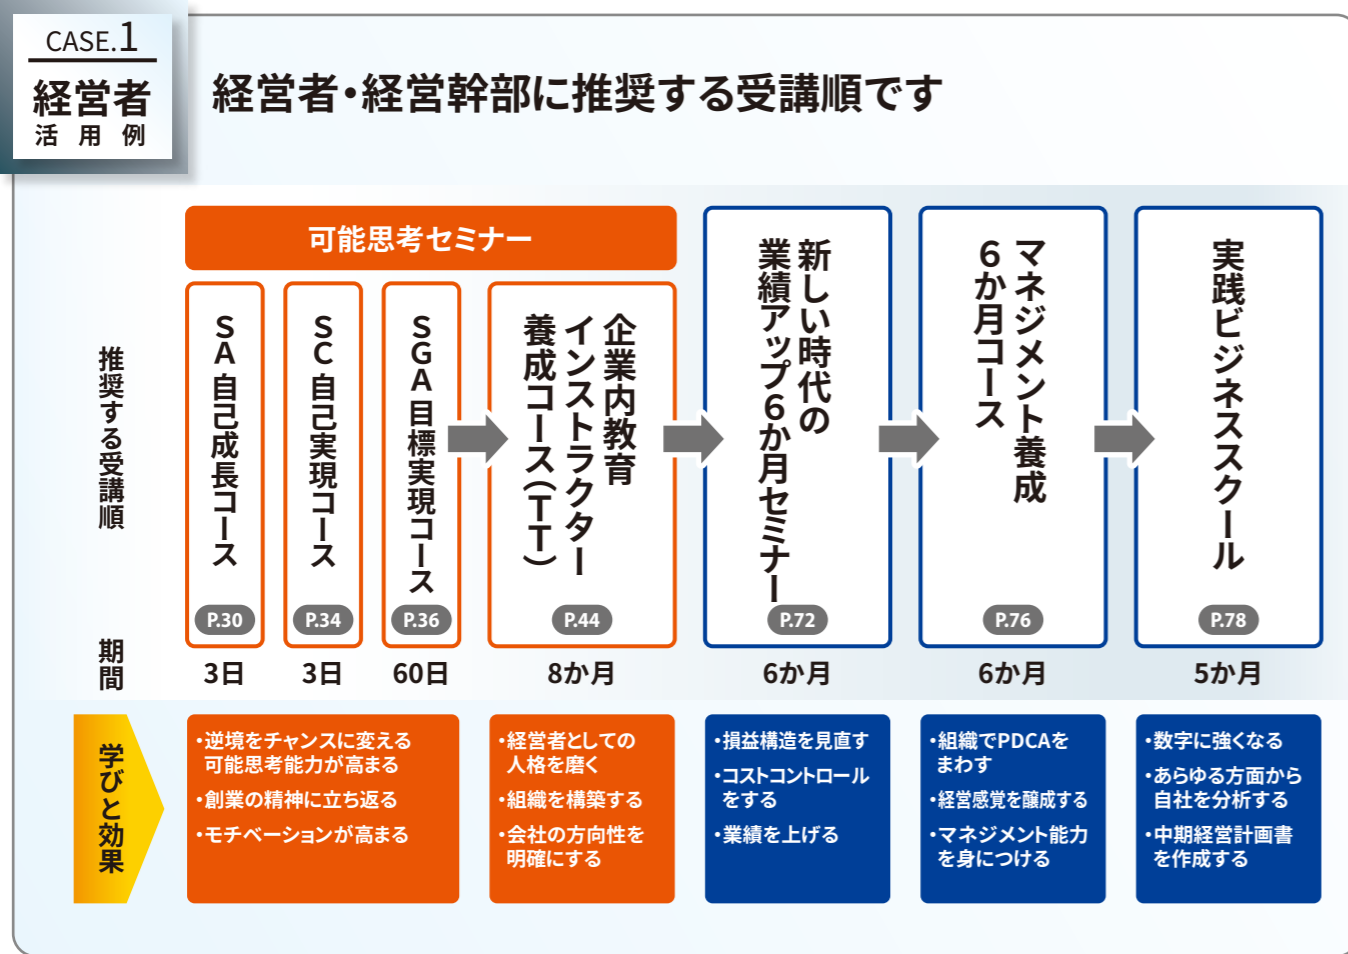 CASE.1
経営者
活用例
経営者・経営幹部に推奨する受講順です
推奨する受講順
可能思考セミナー
SA自己成長コース
P.30
SC自己実現コース
P.34
SGA目標実現コース
P.36
企業内教育
インストラクター
養成コース（TT）
P.44
新しい時代の
業績アップ６か月セミナー
P.72
マネジメント養成
６か月コース
P.76
実践ビジネススクール
P.78
期間
3日
3日
60日
8か月
6か月
6か月
5か月
学びと効果
・逆境をチャンスに変える
可能思考能力が高まる
・創業の精神に立ち返る
・モチベーションが高まる
・経営者としての
人格を磨く
・組織を構築する
・会社の方向性を
明確にする
・損益構造を見直す
・コストコントロール
をする
・業績を上げる
・組織でPDCAを
まわす
・経営感覚を醸成する
・マネジメント能力
を身につける
・数字に強くなる
・あらゆる方面から
自社を分析する
・中期経営計画書
を作成する